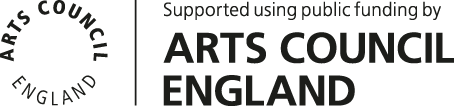 ARTS COUNCIL
ENGLAND
Supported using public funding by
ARTS COUNCIL
ENGLAND